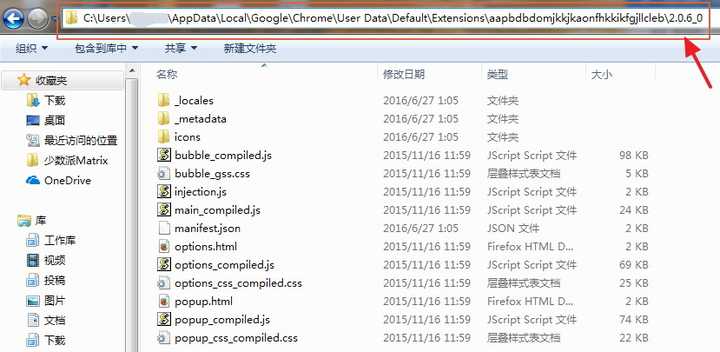 C:\Users\ \AppData\Local\Google\Chrome\User Data\Default\Extensions\aapbdbdomjkkjkaonfhkkikfgjllcleb\2.0.6_0
组织 包含到库中 共享 新建文件夹
收藏夹
下载
桌面
最近访问的位置
少数派Matrix
OneDrive
库
工作库
视频
投稿
图片
文档
下载
名称 修改日期 类型 大小
_locales 2016/6/27 1:05 文件夹
_metadata 2016/6/27 1:05 文件夹
icons 2016/6/27 1:05 文件夹
bubble_compiled.js 2015/11/16 11:59 JScript Script 文件 98 KB
bubble_gss.css 2015/11/16 11:59 层叠样式表文档 5 KB
injection.js 2015/11/16 11:59 JScript Script 文件 2 KB
main_compiled.js 2015/11/16 11:59 JScript Script 文件 24 KB
manifest.json 2016/6/27 1:05 JSON 文件 2 KB
options.html 2015/11/16 11:59 Firefox HTML D... 2 KB
options_compiled.js 2015/11/16 11:59 JScript Script 文件 69 KB
options_css_compiled.css 2015/11/16 11:59 层叠样式表文档 25 KB
popup.html 2015/11/16 11:59 Firefox HTML D... 2 KB
popup_compiled.js 2015/11/16 11:59 JScript Script 文件 74 KB
popup_css_compiled.css 2015/11/16 11:59 层叠样式表文档 22 KB